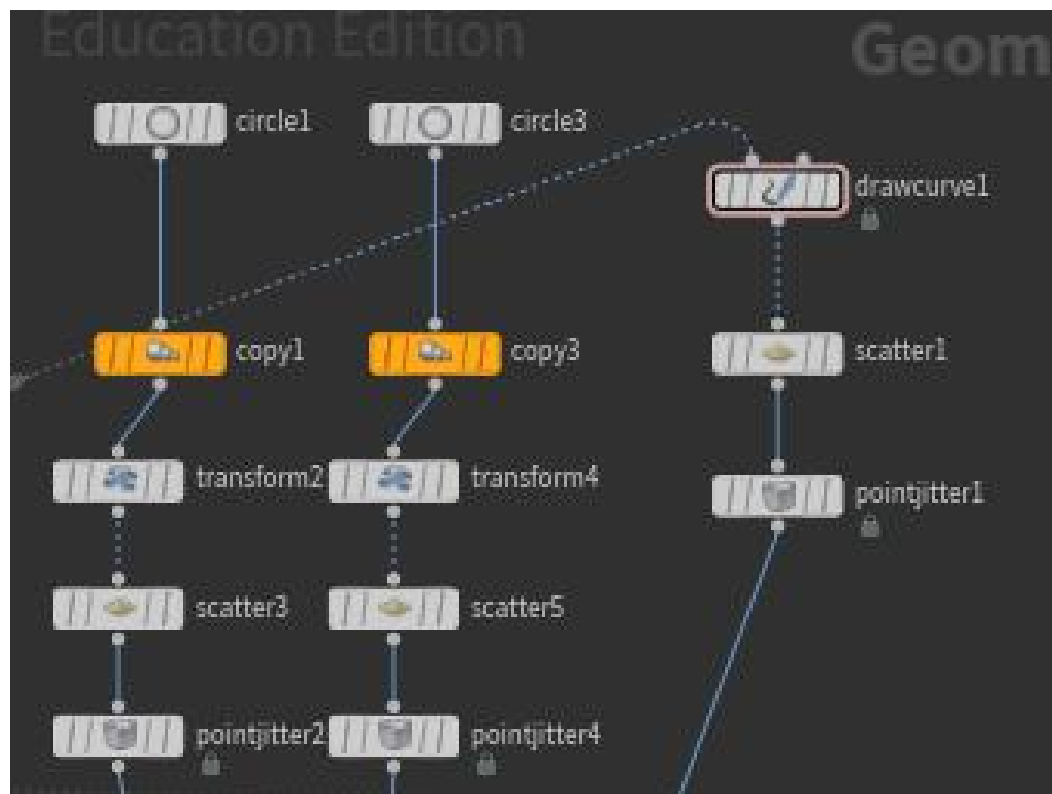 Education Edition
Geom
circle1
circle3
drawcurve1
copy1
copy3
scatter1
transform2
transform4
pointjitter1
scatter3
scatter5
pointjitter2
pointjitter4